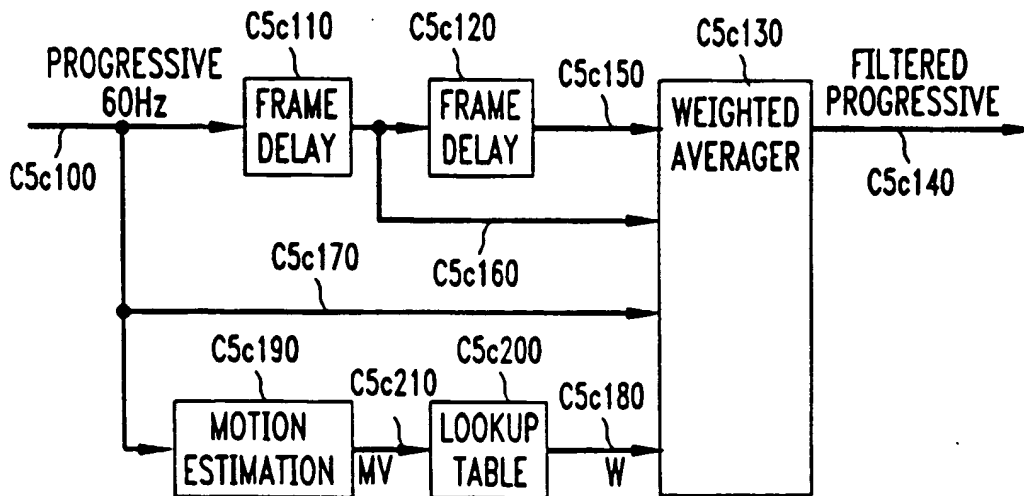 C5c110
C5c120
C5c130
PROGRESSIVE
60Hz
FRAME
DELAY
FRAME
DELAY
C5c150
WEIGHTED
AVERAGER
FILTERED
PROGRESSIVE
C5c100
C5c140
C5c160
C5c170
C5c190
C5c200
C5c210
C5c180
MOTION
ESTIMATION
MV
LOOKUP
TABLE
W